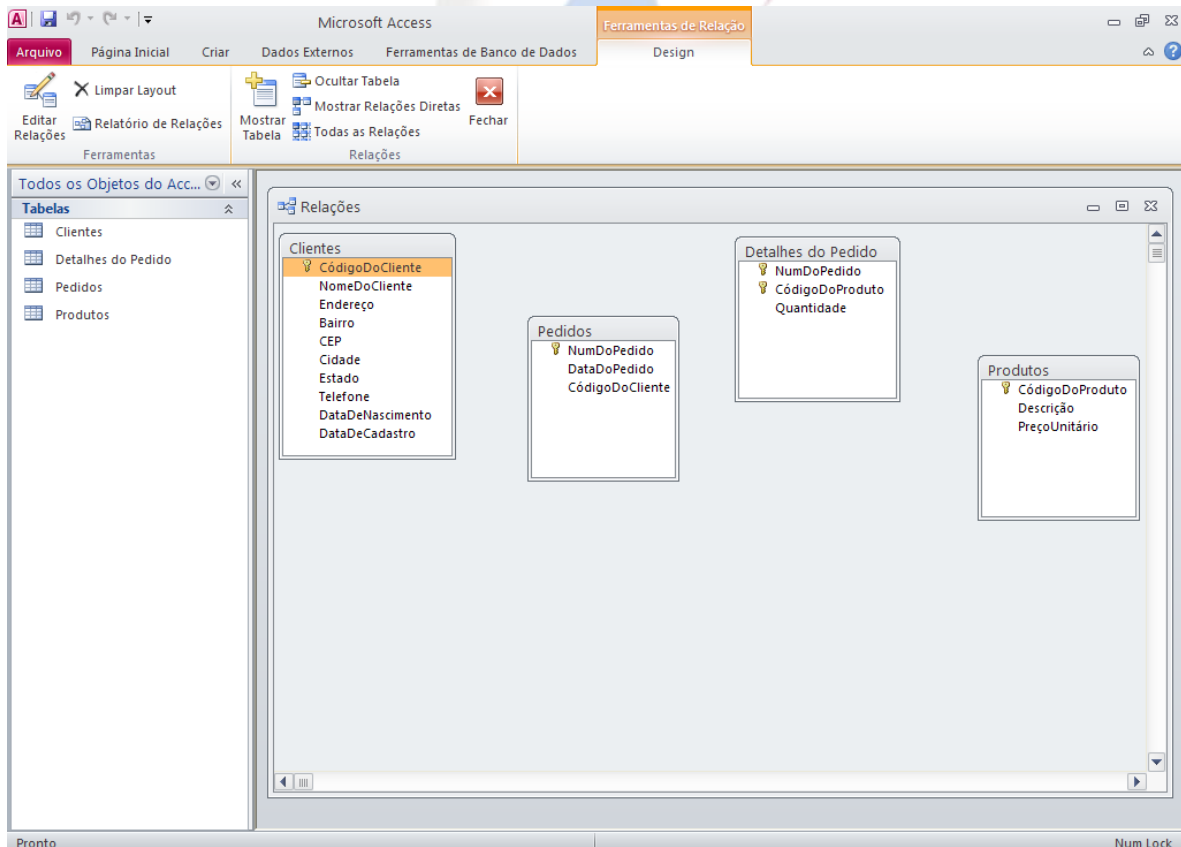 Microsoft Access
Ferramentas de Relação
Arquivo Página Inicial Criar Dados Externos Ferramentas de Banco de Dados Design
Editar Relações
Limpar Layout
Relatório de Relações
Ferramentas
Mostrar Tabela
Ocultar Tabela
Mostrar Relações Diretas
Todas as Relações
Fechar
Relações
Todos os Objetos do Acc...
Tabelas
Clientes
Detalhes do Pedido
Pedidos
Produtos
Relações
Clientes
CódigoDoCliente
NomeDoCliente
Endereço
Bairro
CEP
Cidade
Estado
Telefone
DataDeNascimento
DataDeCadastro
Pedidos
NumDoPedido
DataDoPedido
CódigoDoCliente
Detalhes do Pedido
NumDoPedido
CódigoDoProduto
Quantidade
Produtos
CódigoDoProduto
Descrição
PreçoUnitário
Pronto
Num Lock